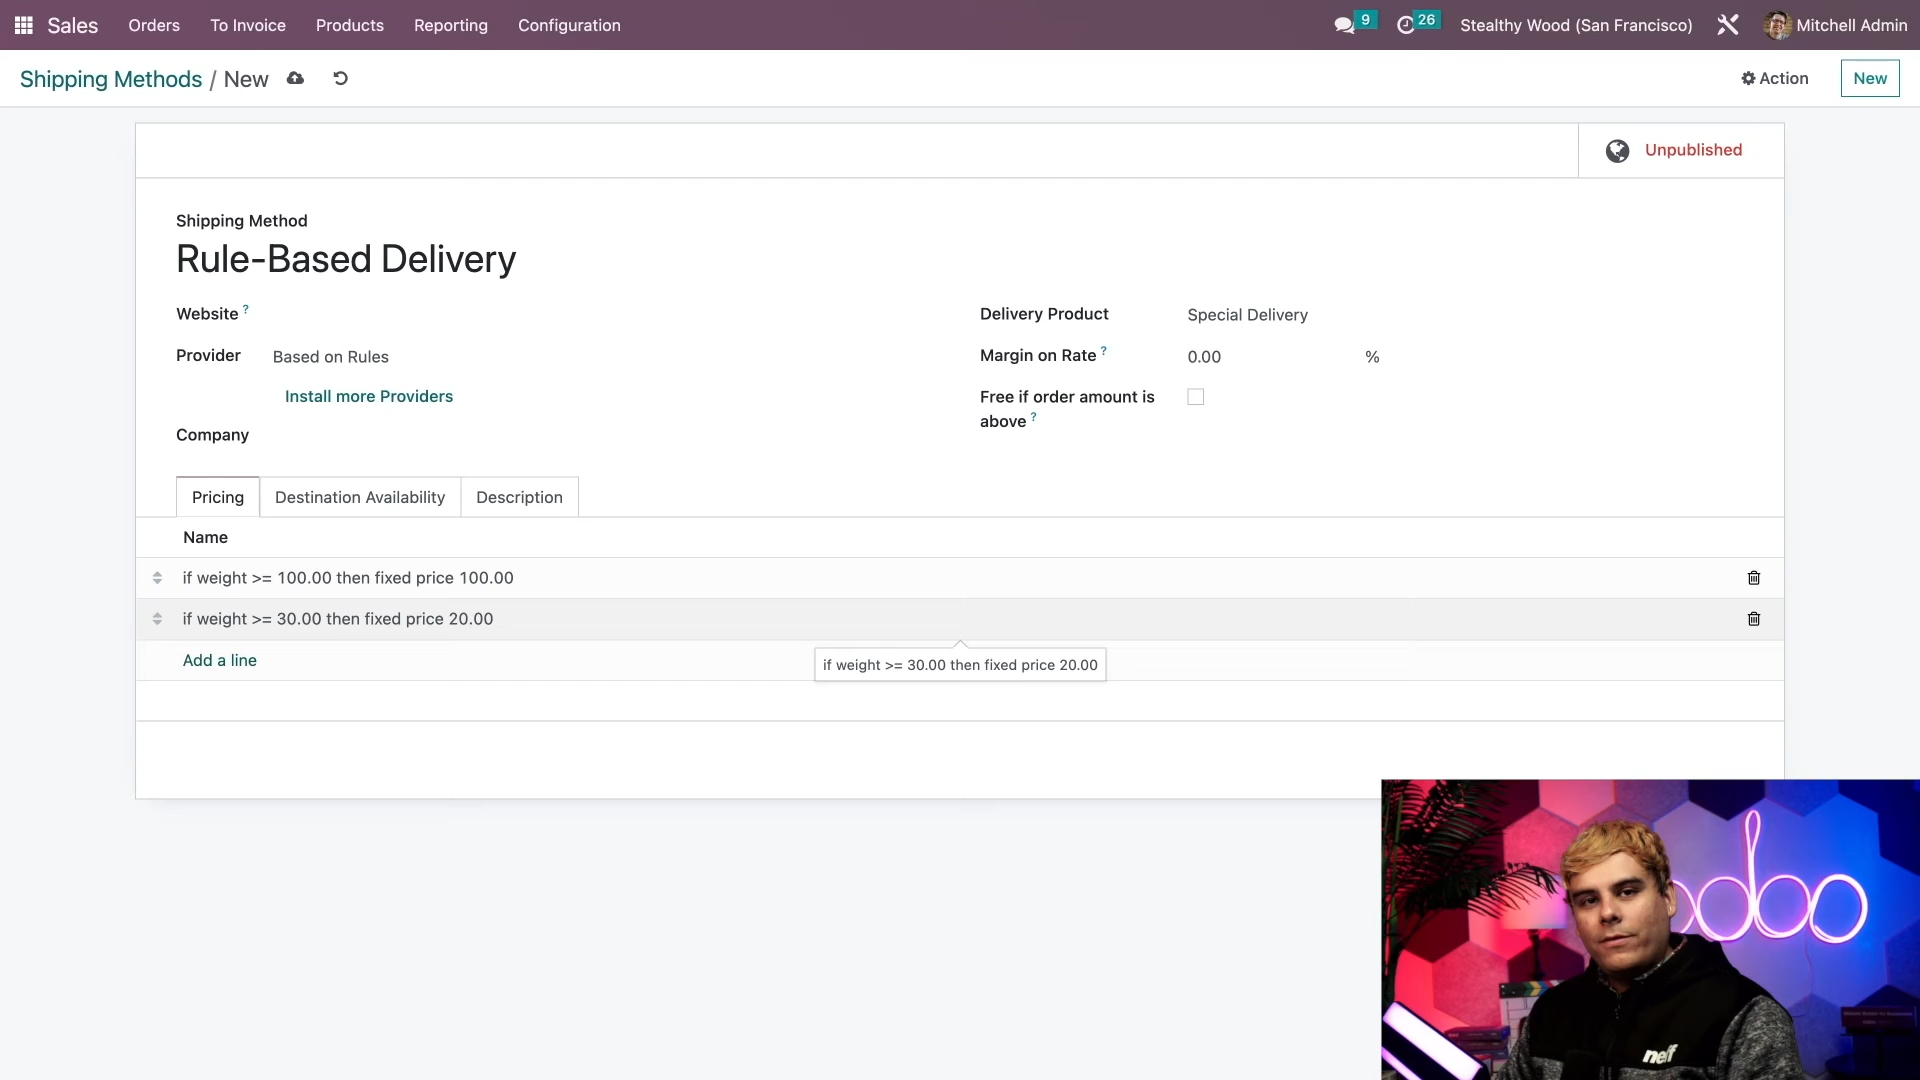 Sales Orders To Invoice Products Reporting Configuration 9 26 Stealthy Wood (San Francisco) Mitchell Admin
Shipping Methods / New Action New
Unpublished
Shipping Method
Rule-Based Delivery
Website ?
Provider Based on Rules
Install more Providers
Company
Delivery Product Special Delivery
Margin on Rate ? 0.00 %
Free if order amount is
above ?
Pricing Destination Availability Description
Name
if weight >= 100.00 then fixed price 100.00
if weight >= 30.00 then fixed price 20.00
Add a line
if weight >= 30.00 then fixed price 20.00
odoo
neff